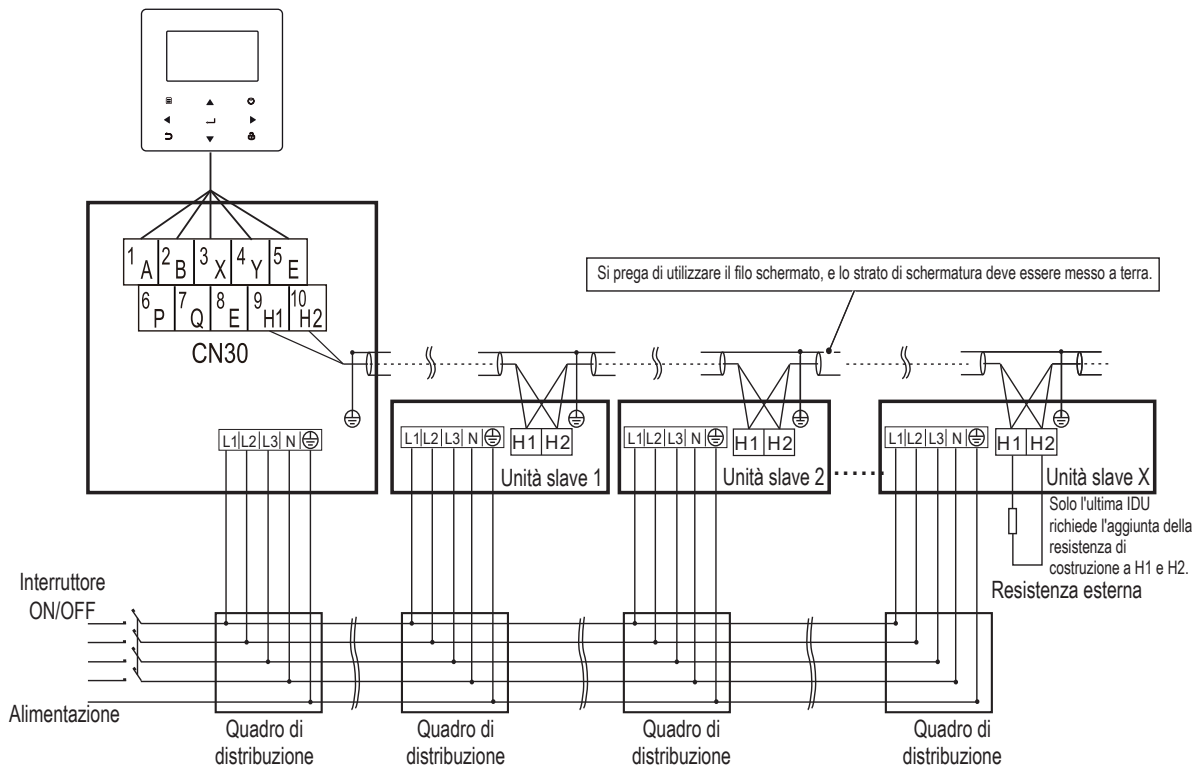 1 A 2 B 3 X 4 Y 5 E
6 P 7 Q 8 E 9 H1 10 H2
CN30
Si prega di utilizzare il filo schermato, e lo strato di schermatura deve essere messo a terra.
L1 L2 L3 N
L1 L2 L3 N
H1 H2
Unità slave 1
L1 L2 L3 N
H1 H2
Unità slave 2
L1 L2 L3 N
H1 H2
Unità slave X
Solo l'ultima IDU
richiede l'aggiunta della
resistenza di
costruzione a H1 e H2.
Resistenza esterna
Interruttore
ON/OFF
Alimentazione
Quadro di
distribuzione
Quadro di
distribuzione
Quadro di
distribuzione
Quadro di
distribuzione